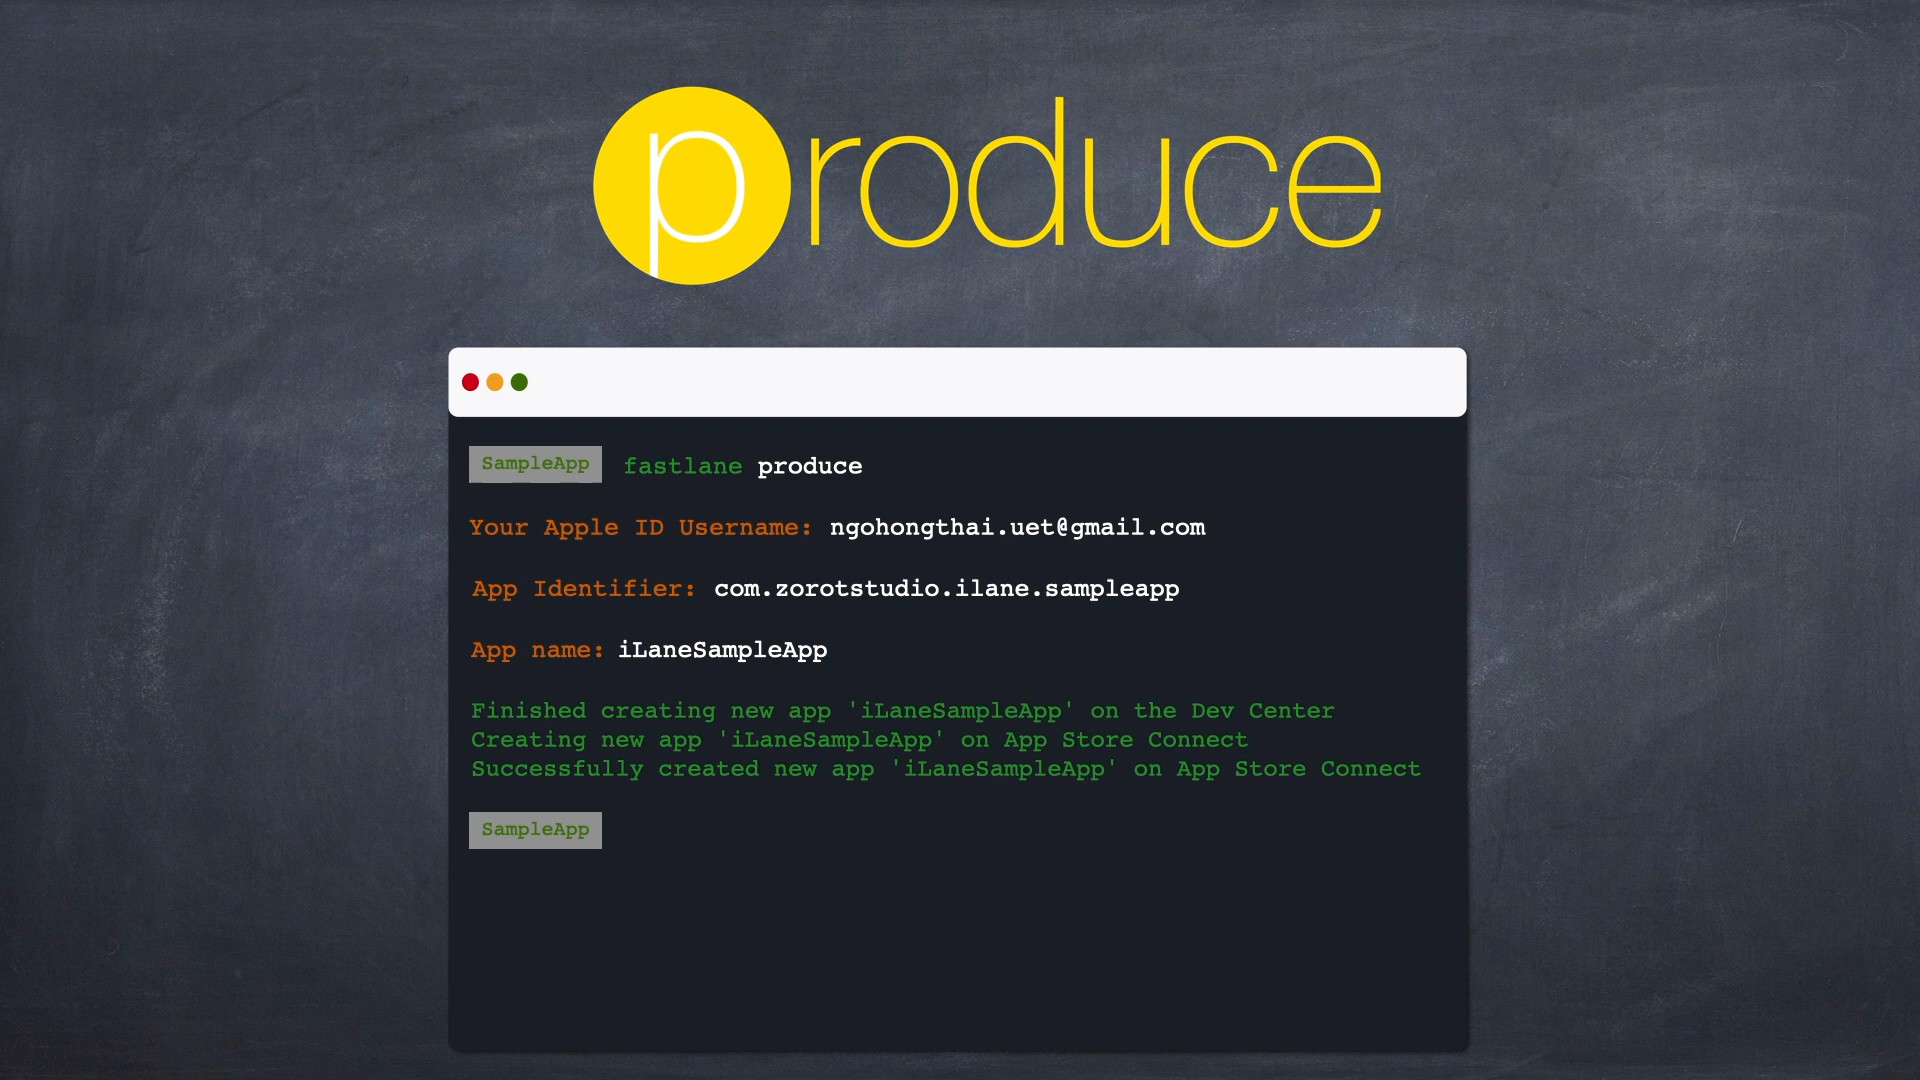 produce
SampleApp fastlane produce
Your Apple ID Username: ngohongthai.uet@gmail.com
App Identifier: com.zorotstudio.ilane.sampleapp
App name: iLaneSampleApp
Finished creating new app 'iLaneSampleApp' on the Dev Center
Creating new app 'iLaneSampleApp' on App Store Connect
Successfully created new app 'iLaneSampleApp' on App Store Connect
SampleApp